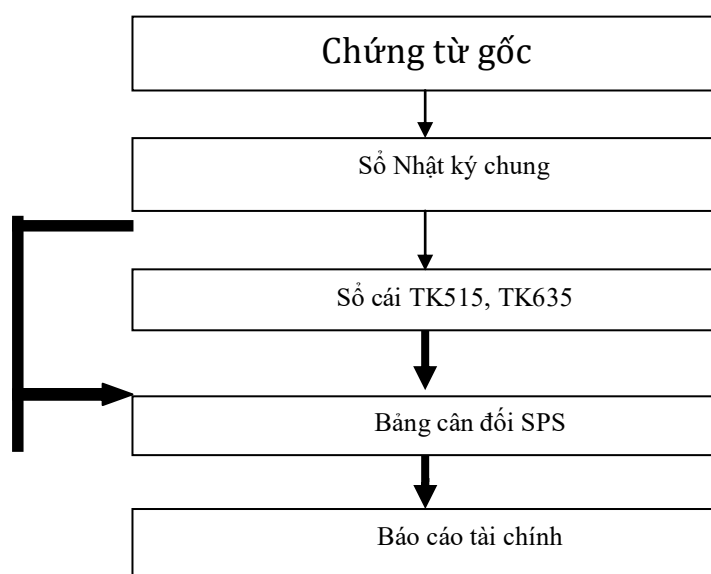 Chứng từ gốc
Sổ Nhật ký chung
Sổ cái TK515, TK635
Bảng cân đối SPS
Báo cáo tài chính